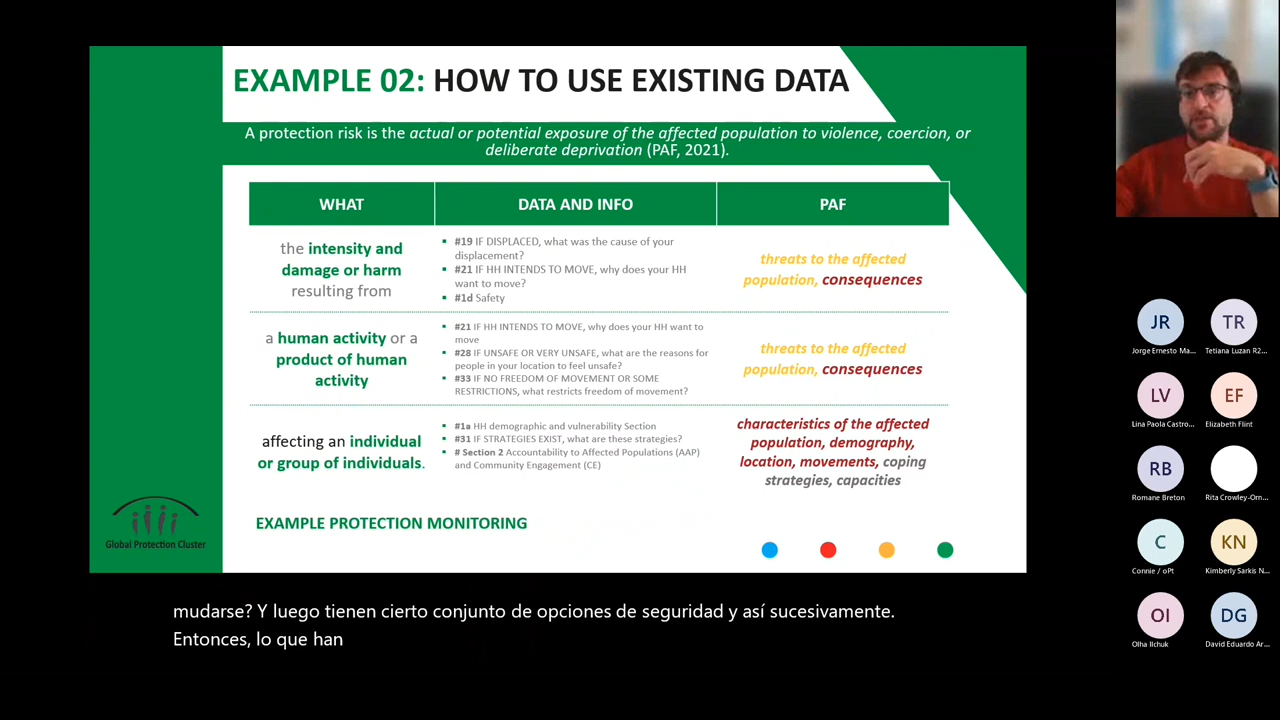 EXAMPLE 02: HOW TO USE EXISTING DATA
A protection risk is the actual or potential exposure of the affected population to violence, coercion, or
deliberate deprivation (PAF, 2021).
WHAT
DATA AND INFO
PAF
the intensity and
damage or harm
resulting from
#19 IF DISPLACED, what was the cause of your
displacement?
#21 IF HH INTENDS TO MOVE, why does your HH
want to move?
#1d Safety
threats to the affected
population, consequences
a human activity or a
product of human
activity
#21 IF HH INTENDS TO MOVE, why does your HH want to
move
#28 IF UNSAFE OR VERY UNSAFE, what are the reasons for
people in your location to feel unsafe?
#33 IF NO FREEDOM OF MOVEMENT OR SOME
RESTRICTIONS, what restricts freedom of movement?
threats to the affected
population, consequences
affecting an individual
or group of individuals.
#1a HH demographic and vulnerability Section
#31 IF STRATEGIES EXIST, what are these strategies?
# Section 2 Accountability to Affected Populations (AAP)
and Community Engagement (CE)
characteristics of the affected
population, demography,
location, movements, coping
strategies, capacities
EXAMPLE PROTECTION MONITORING
Global Protection Cluster
mudarse? Y luego tienen cierto conjunto de opciones de seguridad y así sucesivamente.
Entonces, lo que han
JR
Jorge Ernesto Ma...
TR
Tetiana Luzan R2...
LV
Lina Paola Castro...
EF
Elizabeth Flint
RB
Romane Breton
Rita Crowley-Orn...
C
Connie / oPt
KN
Kimberly Sarkis N...
OI
Olha Ilchuk
DG
David Eduardo Ar...